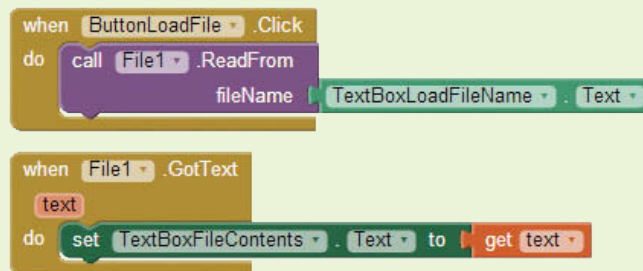 when ButtonLoadFile .Click
do call File1 .ReadFrom
fileName TextBoxLoadFileName . Text
when File1 .GotText
text
do set TextBoxFileContents . Text to get text